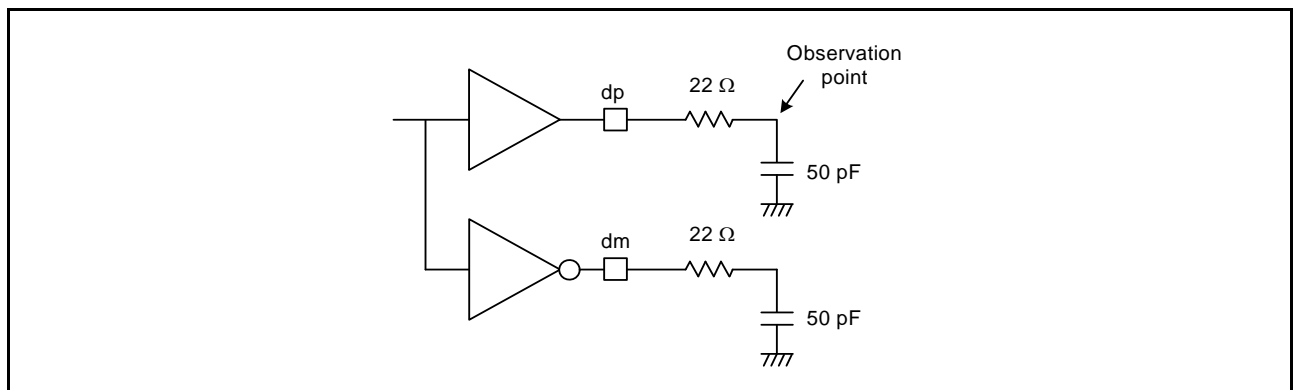 Observation
point
22 Ω
dp
50 pF
22 Ω
dm
50 pF